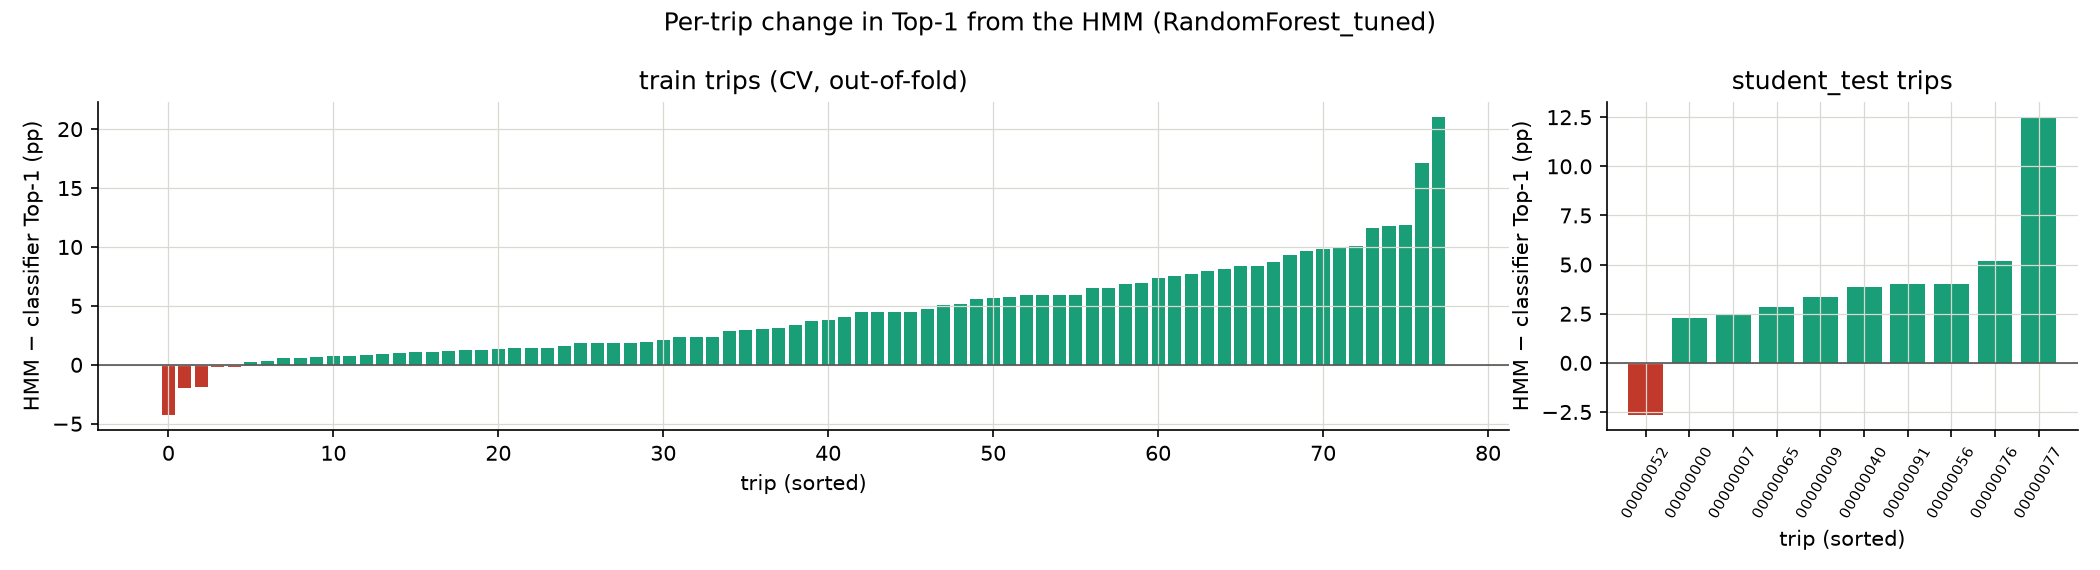 Per-trip change in Top-1 from the HMM (RandomForest_tuned)
train trips (CV, out-of-fold)
HMM − classifier Top-1 (pp)
20
15
10
5
0
−5
0 10 20 30 40 50 60 70 80
trip (sorted)
student_test trips
HMM − classifier Top-1 (pp)
12.5
10.0
7.5
5.0
2.5
0.0
−2.5
00000052 00000000 00000007 00000065 00000009 00000040 00000091 00000056 00000076 00000077
trip (sorted)